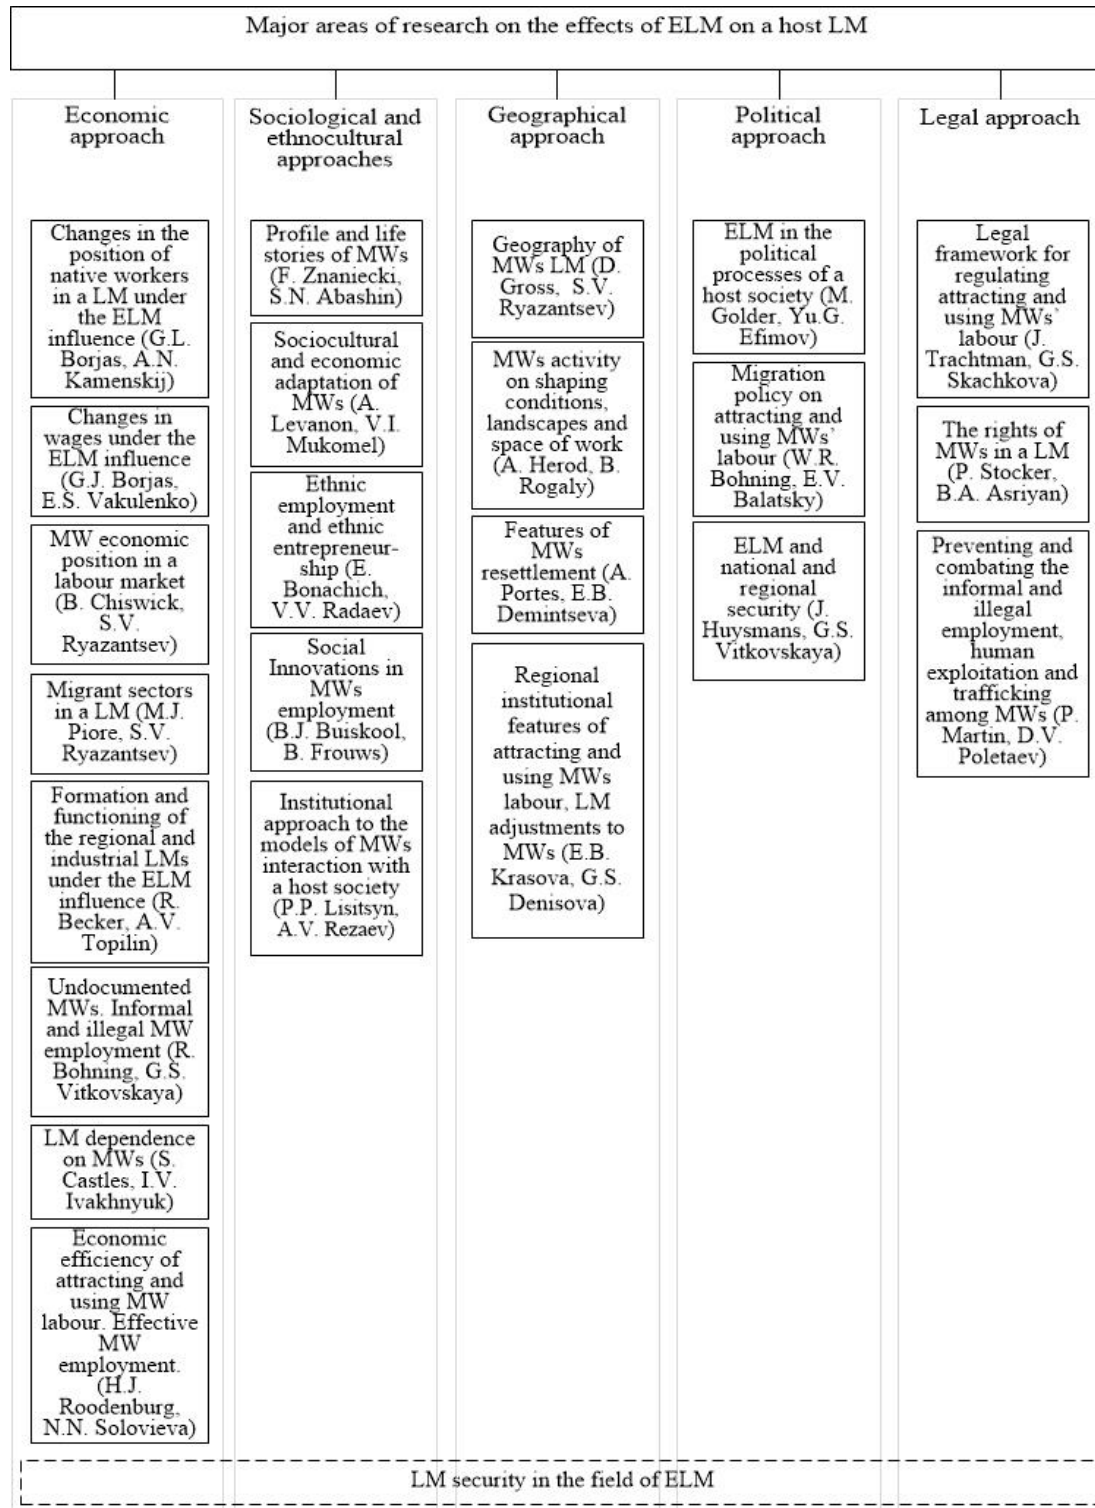 Major areas of research on the effects of ELM on a host LM
Economic
approach
Changes in the
position of
native workers
in a LM under
the ELM
influence (G.L.
Borjas, A.N.
Kamenskij)
Changes in
wages under the
ELM influence
(G.J. Borjas,
E.S. Vakulenko)
MW economic
position in a
labour market
(B. Chiswick,
S.V.
Ryazantsev)
Migrant sectors
in a LM (M.J.
Piore, S.V.
Ryazantsev)
Formation and
functioning of
the regional and
industrial LMs
under the ELM
influence (R.
Becker, A.V.
Topilin)
Undocumented
MWs. Informal
and illegal MW
employment (R.
Bohning, G.S.
Vitkovskaya)
LM dependence
on MWs (S.
Castles, I.V.
Ivakhnyuk)
Economic
efficiency of
attracting and
using MW
labour. Effective
MW
employment.
(H.J.
Roodenburg,
N.N. Solovieva)
Sociological and
ethnocultural
approaches
Profile and life
stories of MWs
(F. Znaniecki,
S.N. Abashin)
Sociocultural
and economic
adaptation of
MWs (A.
Levanon, V.I.
Mukomel)
Ethnic
employment
and ethnic
entrepreneur-
ship (E.
Bonachich,
V.V. Radaev)
Social
Innovations in
MWs
employment
(B.J. Buiskool,
B. Frouws)
Institutional
approach to the
models of MWs
interaction with
a host society
(P.P. Lisitsyn,
A.V. Rezaev)
Geographical
approach
Geography of
MWs LM (D.
Gross, S.V.
Ryazantsev)
MWs activity
on shaping
conditions,
landscapes and
space of work
(A. Herod, B.
Rogaly)
Features of
MWs
resettlement (A.
Portes, E.B.
Demintseva)
Regional
institutional
features of
attracting and
using MWs
labour, LM
adjustments to
MWs (E.B.
Krasova, G.S.
Denisova)
Political
approach
ELM in the
political
processes of a
host society (M.
Golder, Yu.G.
Efimov)
Migration
policy on
attracting and
using MWs`
labour (W.R.
Bohning, E.V.
Balatsky)
ELM and
national and
regional
security (J.
Huysmans, G.S.
Vitkovskaya)
Legal approach
Legal
framework for
regulating
attracting and
using MWs`
labour (J.
Trachtman, G.S.
Skachkova)
The rights of
MWs in a LM
(P. Stocker,
B.A. Asriyan)
Preventing and
combating the
informal and
illegal
employment,
human
exploitation and
trafficking
among MWs (P.
Martin, D.V.
Poletaev)
LM security in the field of ELM